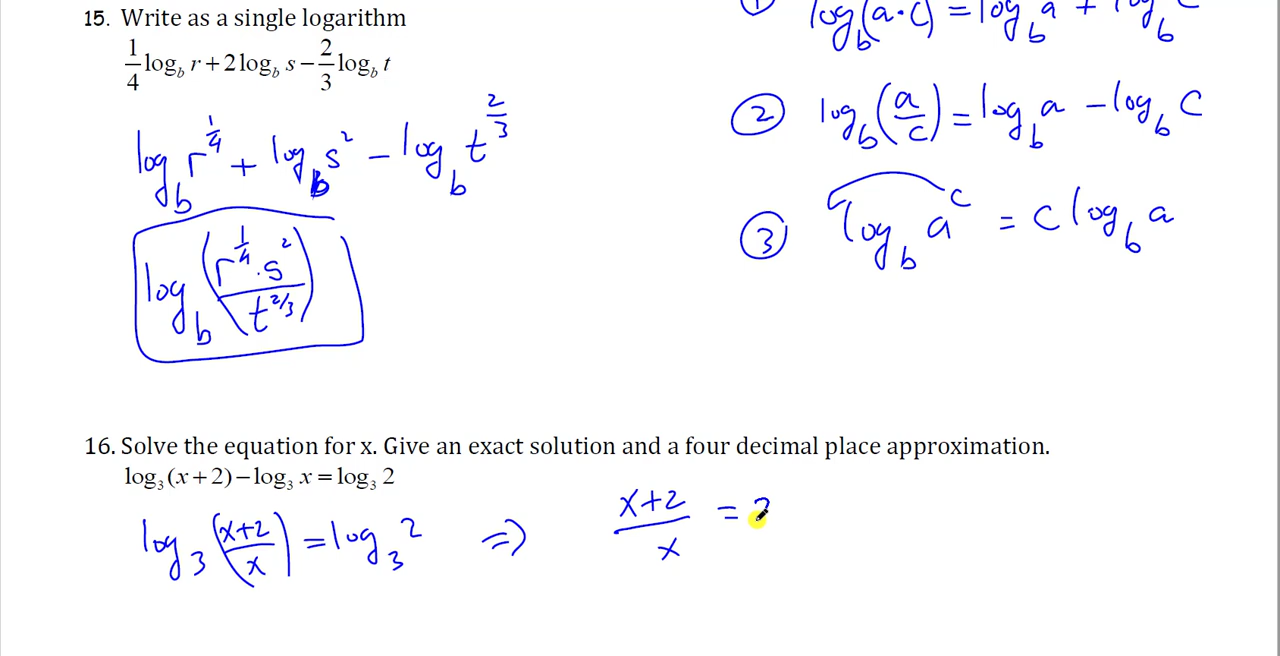 15. Write as a single logarithm
1/4 log_b r + 2 log_b s − 2/3 log_b t
log_b r^(1/4) + log_b s^2 − log_b t^(2/3)
log_b (r^(1/4) · s^2 / t^(2/3))
log_b (a · c) = log_b a + log_b c
② log_b (a/c) = log_b a − log_b c
③ log_b a^c = c log_b a
16. Solve the equation for x. Give an exact solution and a four decimal place approximation.
log_3 (x+2) − log_3 x = log_3 2
log_3 ((x+2)/x) = log_3 2 ⇒ (x+2)/x =